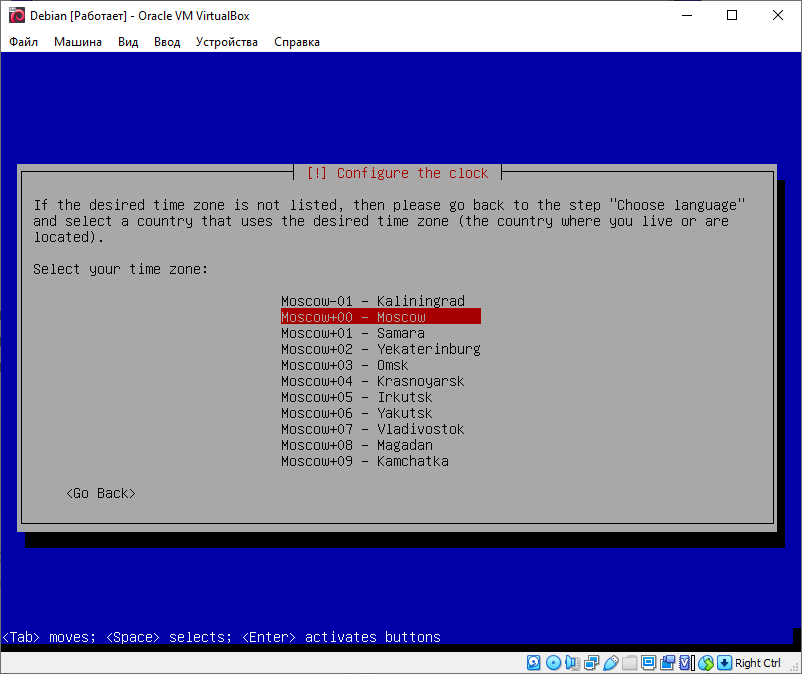 Debian [Работает] - Oracle VM VirtualBox
Файл Машина Вид Ввод Устройства Справка
[!] Configure the clock
If the desired time zone is not listed, then please go back to the step "Choose language"
and select a country that uses the desired time zone (the country where you live or are
located).
Select your time zone:
Moscow-01 - Kaliningrad
Moscow+00 - Moscow
Moscow+01 - Samara
Moscow+02 - Yekaterinburg
Moscow+03 - Omsk
Moscow+04 - Krasnoyarsk
Moscow+05 - Irkutsk
Moscow+06 - Yakutsk
Moscow+07 - Vladivostok
Moscow+08 - Magadan
Moscow+09 - Kamchatka
<Go Back>
<Tab> moves; <Space> selects; <Enter> activates buttons
Right Ctrl